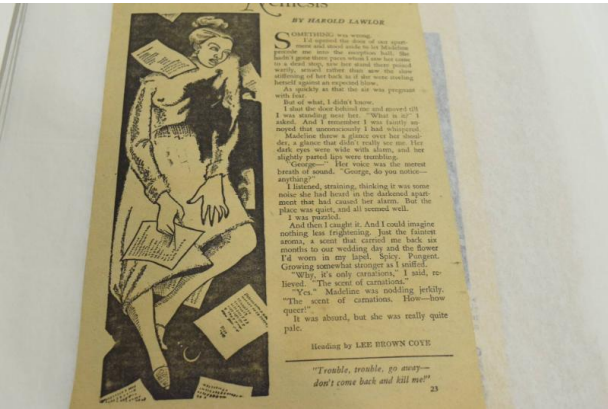 Nemesis
BY HAROLD LAWLOR
SOMETHING was wrong.
I'd opened the door of our apart-
ment and stood aside to let Madeline
precede me into the reception hall. She
hadn't gone three paces when I saw her come
to a dead stop, saw her stand there poised
warily, sensed rather than saw the slow
stiffening of her back as if she were steeling
herself against an expected blow.
As quickly as that the air was pregnant
with fear.
But of what, I didn't know.
I shut the door behind me and moved till
I was standing next her. "What is it?" I
asked. And I remember I was faintly an-
noyed that unconsciously I had whispered.
Madeline threw a glance over her shoul-
der, a glance that didn't really see me. Her
dark eyes were wide with alarm, and her
slightly parted lips were trembling.
"George—" Her voice was the merest
breath of sound. "George, do you notice—
anything?"
I listened, straining, thinking it was some
noise she had heard in the darkened apart-
ment that had caused her alarm. But the
place was quiet, and all seemed well.
I was puzzled.
And then I caught it. And I could imagine
nothing less frightening. Just the faintest
aroma, a scent that carried me back six
months to our wedding day and the flower
I'd worn in my lapel. Spicy. Pungent.
Growing somewhat stronger as I sniffed.
"Why, it's only carnations," I said, re-
lieved. "The scent of carnations."
"Yes." Madeline was nodding jerkily.
"The scent of carnations. How—how
queer!"
It was absurd, but she was really quite
pale.
Heading by LEE BROWN COYE
"Trouble, trouble, go away—
don't come back and kill me!"
23